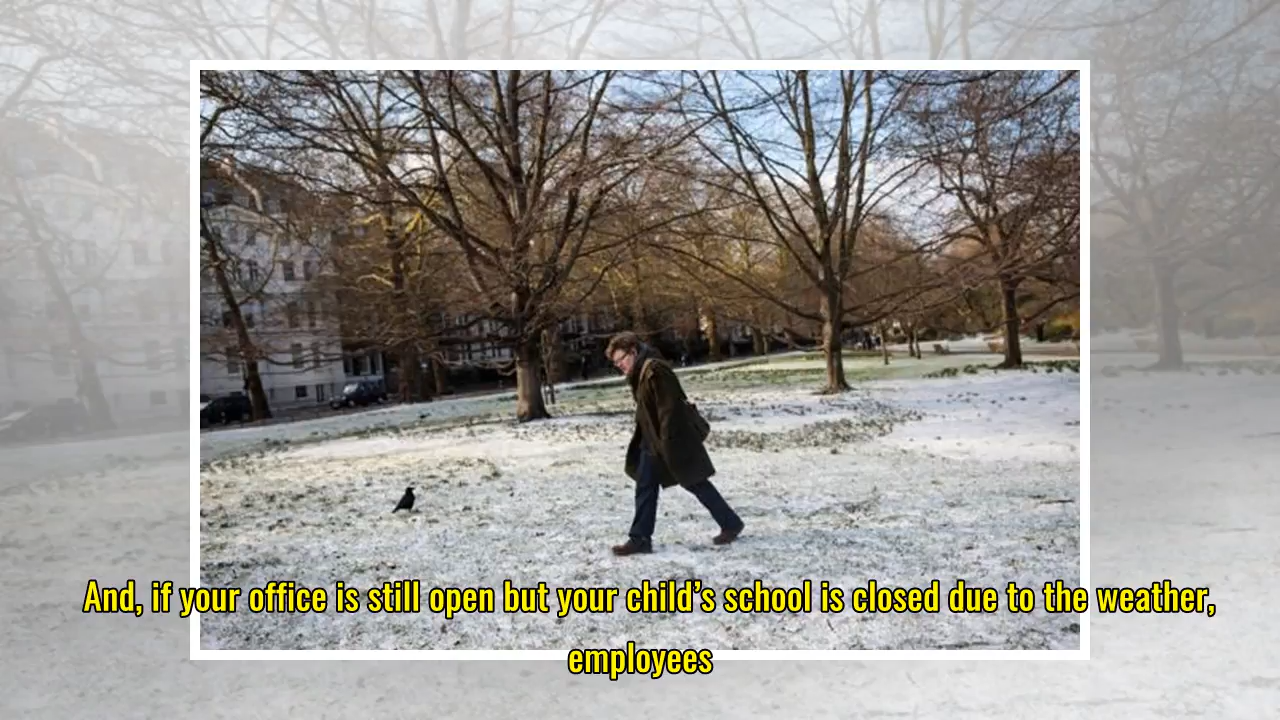 And, if your office is still open but your child’s school is closed due to the weather,
employees